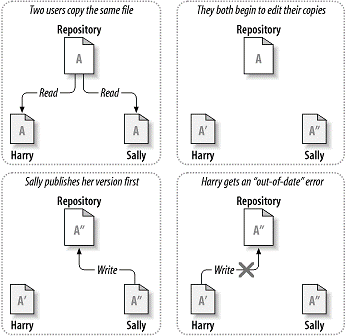 Two users copy the same file
Repository
A
Read
Read
A
A
Harry
Sally
They both begin to edit their copies
Repository
A
A'
A"
Harry
Sally
Sally publishes her version first
Repository
A"
Write
A'
A"
Harry
Sally
Harry gets an "out-of-date" error
Repository
A"
Write
A'
A"
Harry
Sally